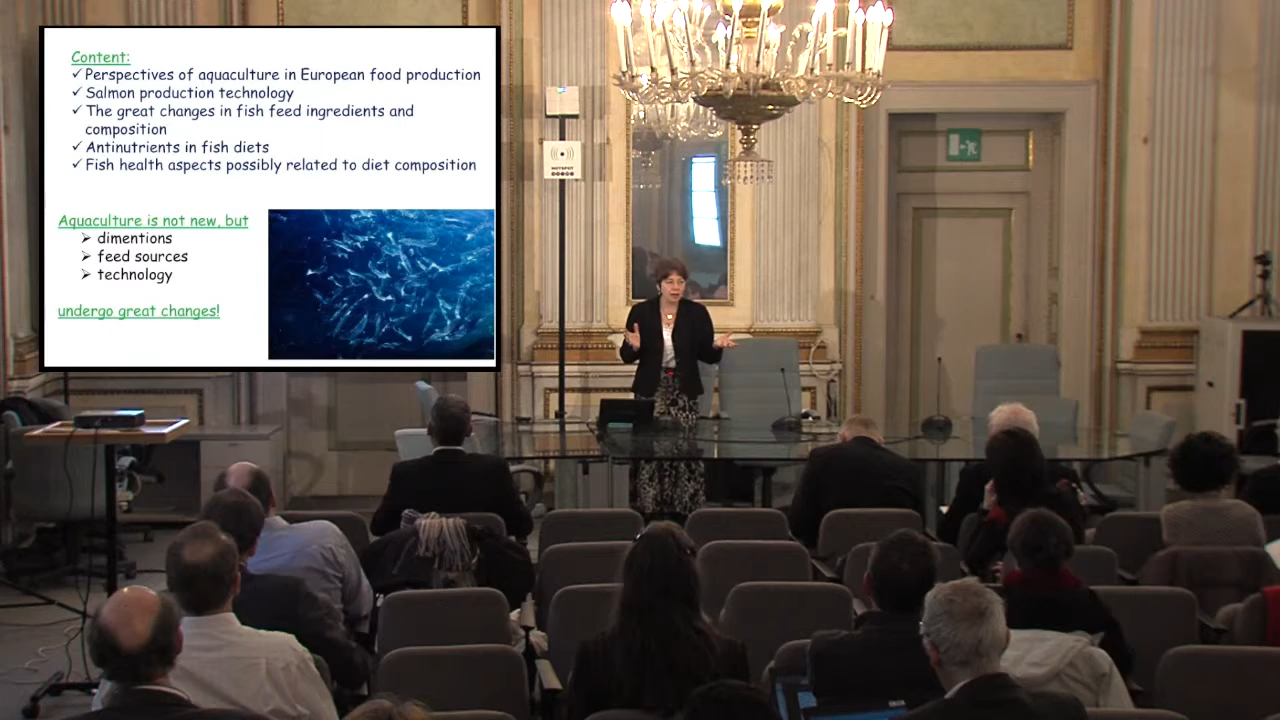 Content:
✓ Perspectives of aquaculture in European food production
✓ Salmon production technology
✓ The great changes in fish feed ingredients and
composition
✓ Antinutrients in fish diets
✓ Fish health aspects possibly related to diet composition
Aquaculture is not new, but
➢ dimentions
➢ feed sources
➢ technology
undergo great changes!
HOTSPOT